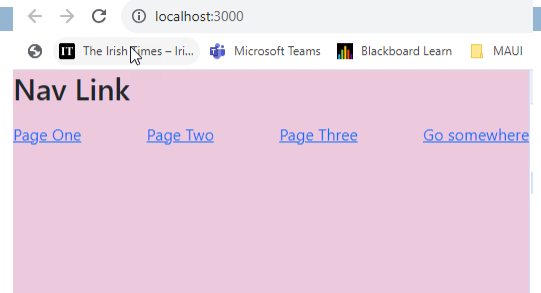 localhost:3000
IT The Irish Times – Iri... Microsoft Teams Blackboard Learn MAUI
Nav Link
Page One Page Two Page Three Go somewhere